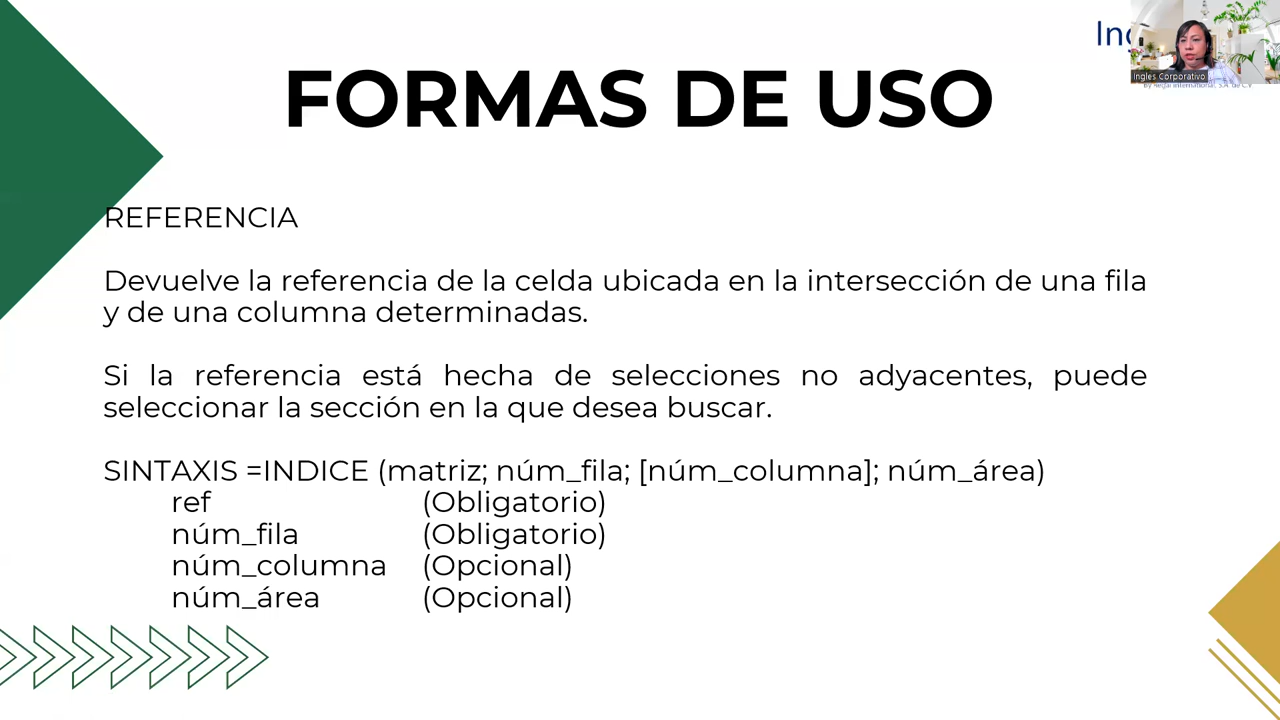 FORMAS DE USO
Ingles Corporativo
REFERENCIA
Devuelve la referencia de la celda ubicada en la intersección de una fila
y de una columna determinadas.
Si la referencia está hecha de selecciones no adyacentes, puede
seleccionar la sección en la que desea buscar.
SINTAXIS =INDICE (matriz; núm_fila; [núm_columna]; núm_área)
ref (Obligatorio)
núm_fila (Obligatorio)
núm_columna (Opcional)
núm_área (Opcional)